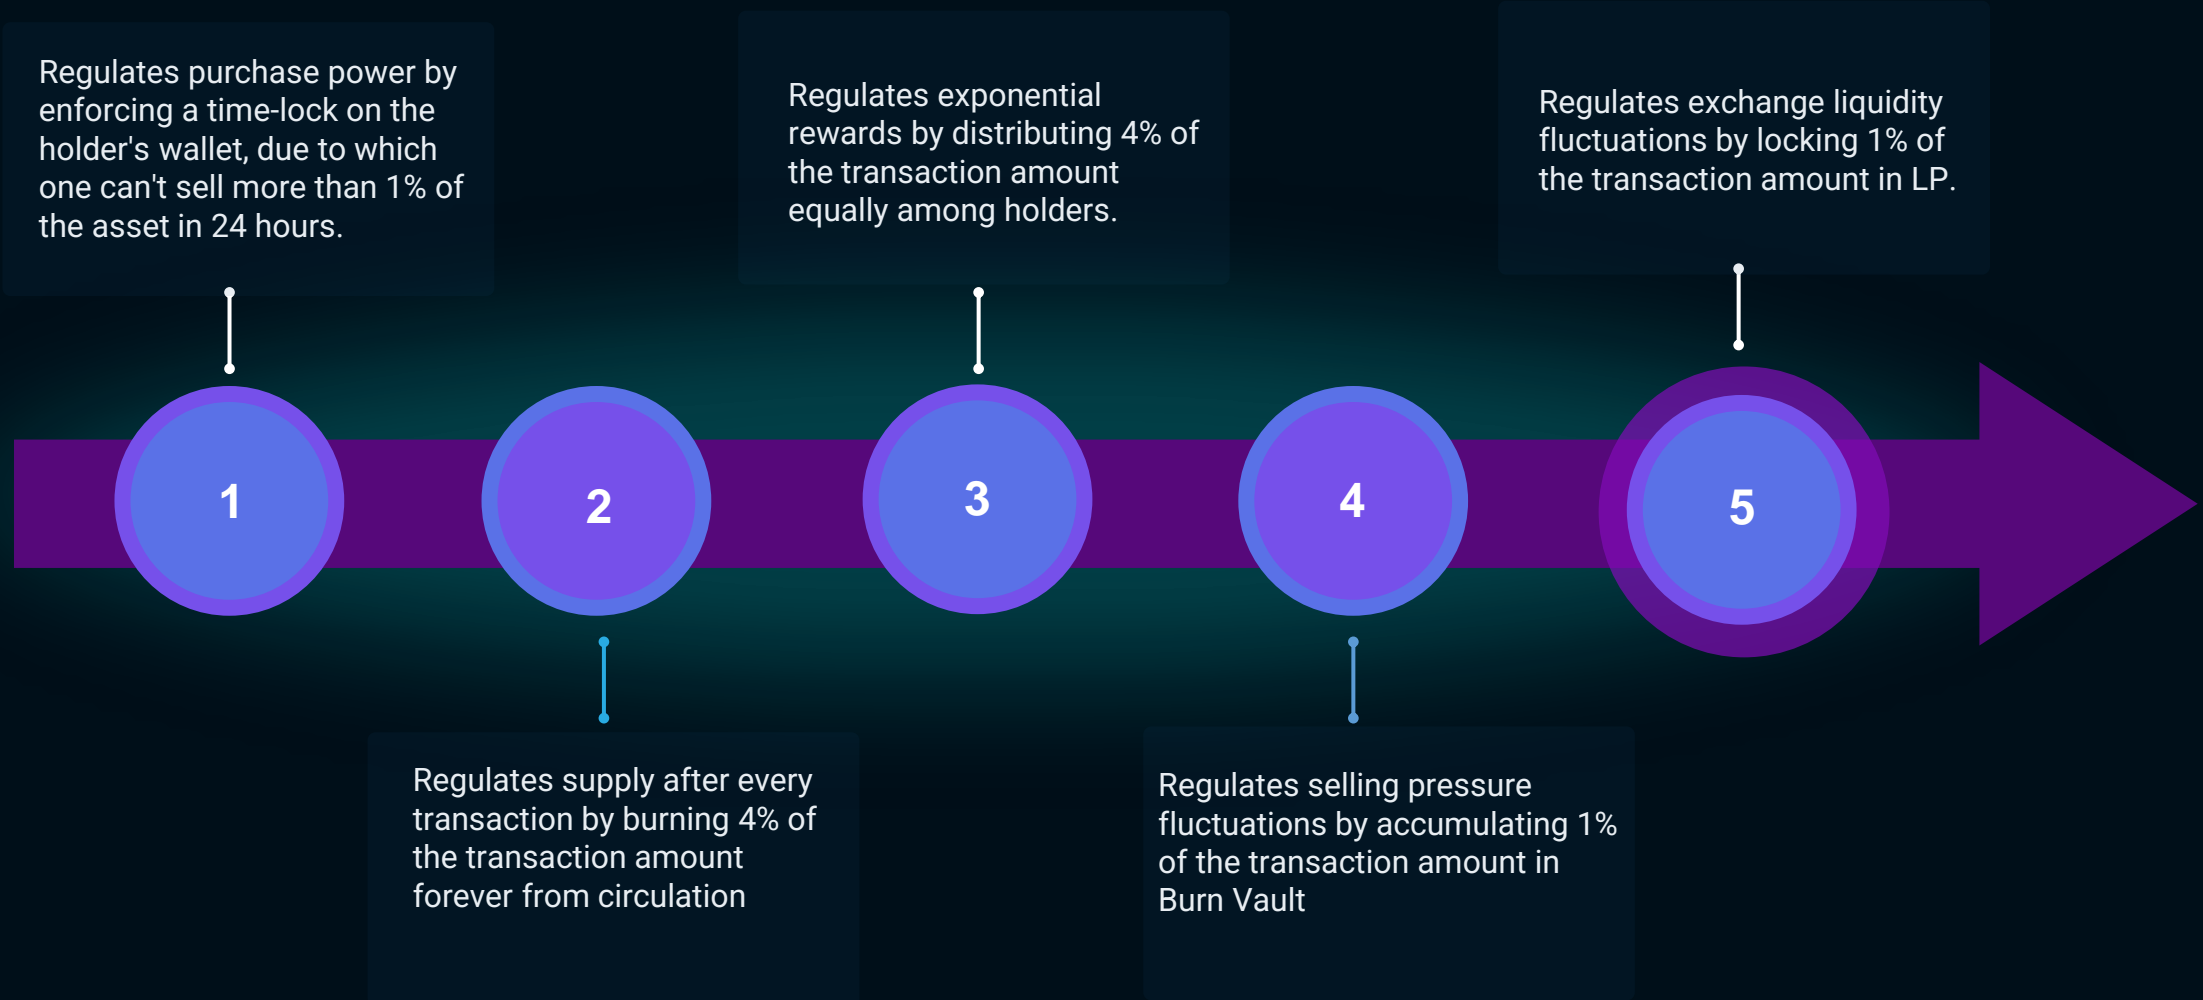 Regulates purchase power by
enforcing a time-lock on the
holder's wallet, due to which
one can't sell more than 1% of
the asset in 24 hours.
Regulates exponential
rewards by distributing 4% of
the transaction amount
equally among holders.
Regulates exchange liquidity
fluctuations by locking 1% of
the transaction amount in LP.
1
2
3
4
5
Regulates supply after every
transaction by burning 4% of
the transaction amount
forever from circulation
Regulates selling pressure
fluctuations by accumulating 1%
of the transaction amount in
Burn Vault